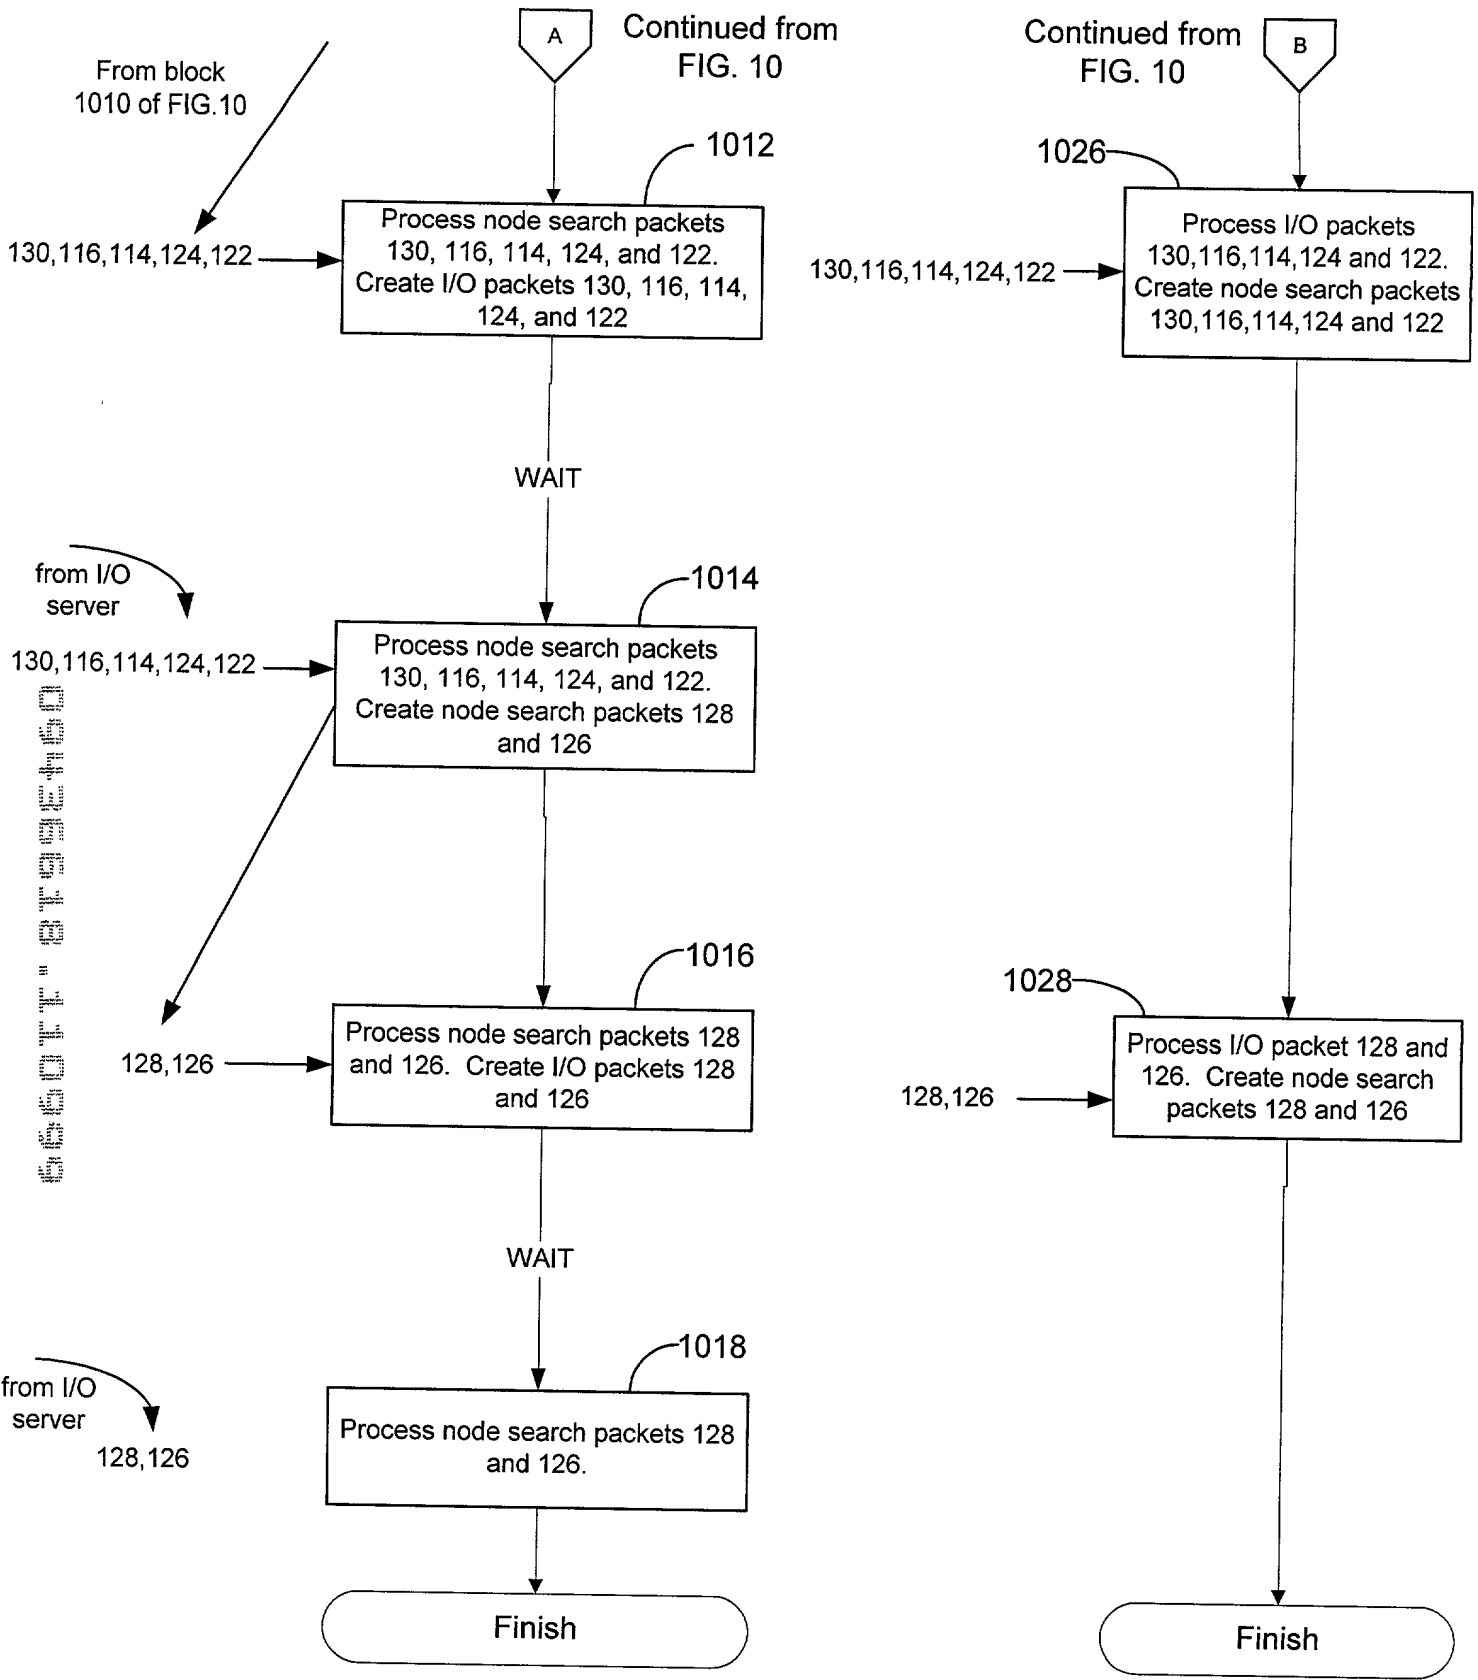 From block
1010 of FIG.10
A
Continued from
FIG. 10
Continued from
FIG. 10
B
1012
130,116,114,124,122
Process node search packets
130, 116, 114, 124, and 122.
Create I/O packets 130, 116, 114,
124, and 122
1026
130,116,114,124,122
Process I/O packets
130,116,114,124 and 122.
Create node search packets
130,116,114,124 and 122
WAIT
from I/O
server
130,116,114,124,122
1014
Process node search packets
130, 116, 114, 124, and 122.
Create node search packets 128
and 126
09436618.110999
1016
128,126
Process node search packets 128
and 126. Create I/O packets 128
and 126
1028
128,126
Process I/O packet 128 and
126. Create node search
packets 128 and 126
WAIT
from I/O
server
128,126
1018
Process node search packets 128
and 126.
Finish
Finish